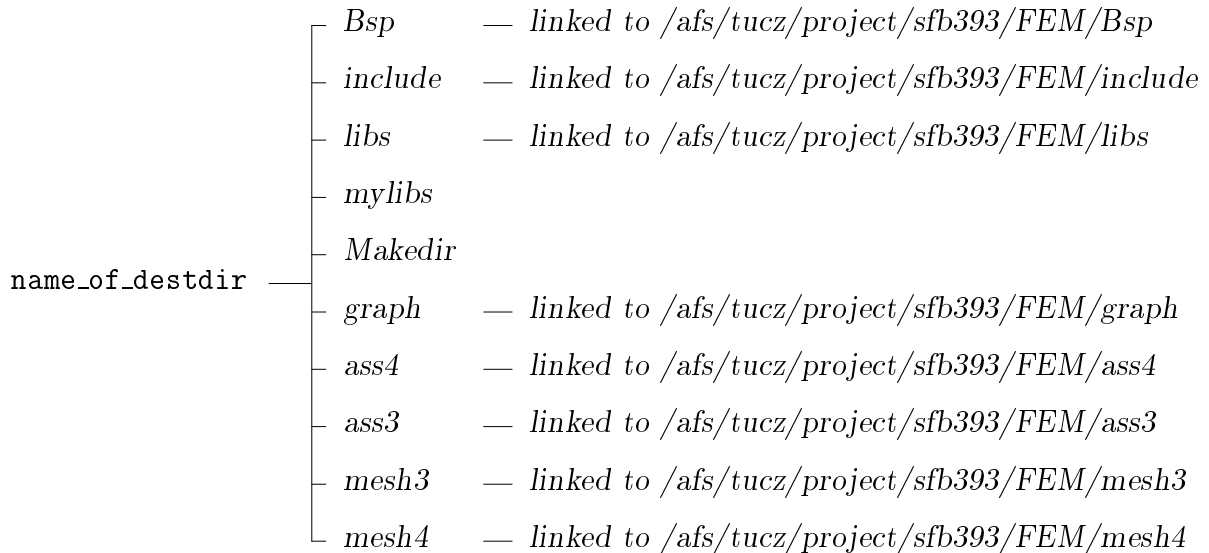 Bsp — linked to /afs/tucz/project/sfb393/FEM/Bsp
include — linked to /afs/tucz/project/sfb393/FEM/include
libs — linked to /afs/tucz/project/sfb393/FEM/libs
mylibs
Makedir
name_of_destdir
graph — linked to /afs/tucz/project/sfb393/FEM/graph
ass4 — linked to /afs/tucz/project/sfb393/FEM/ass4
ass3 — linked to /afs/tucz/project/sfb393/FEM/ass3
mesh3 — linked to /afs/tucz/project/sfb393/FEM/mesh3
mesh4 — linked to /afs/tucz/project/sfb393/FEM/mesh4